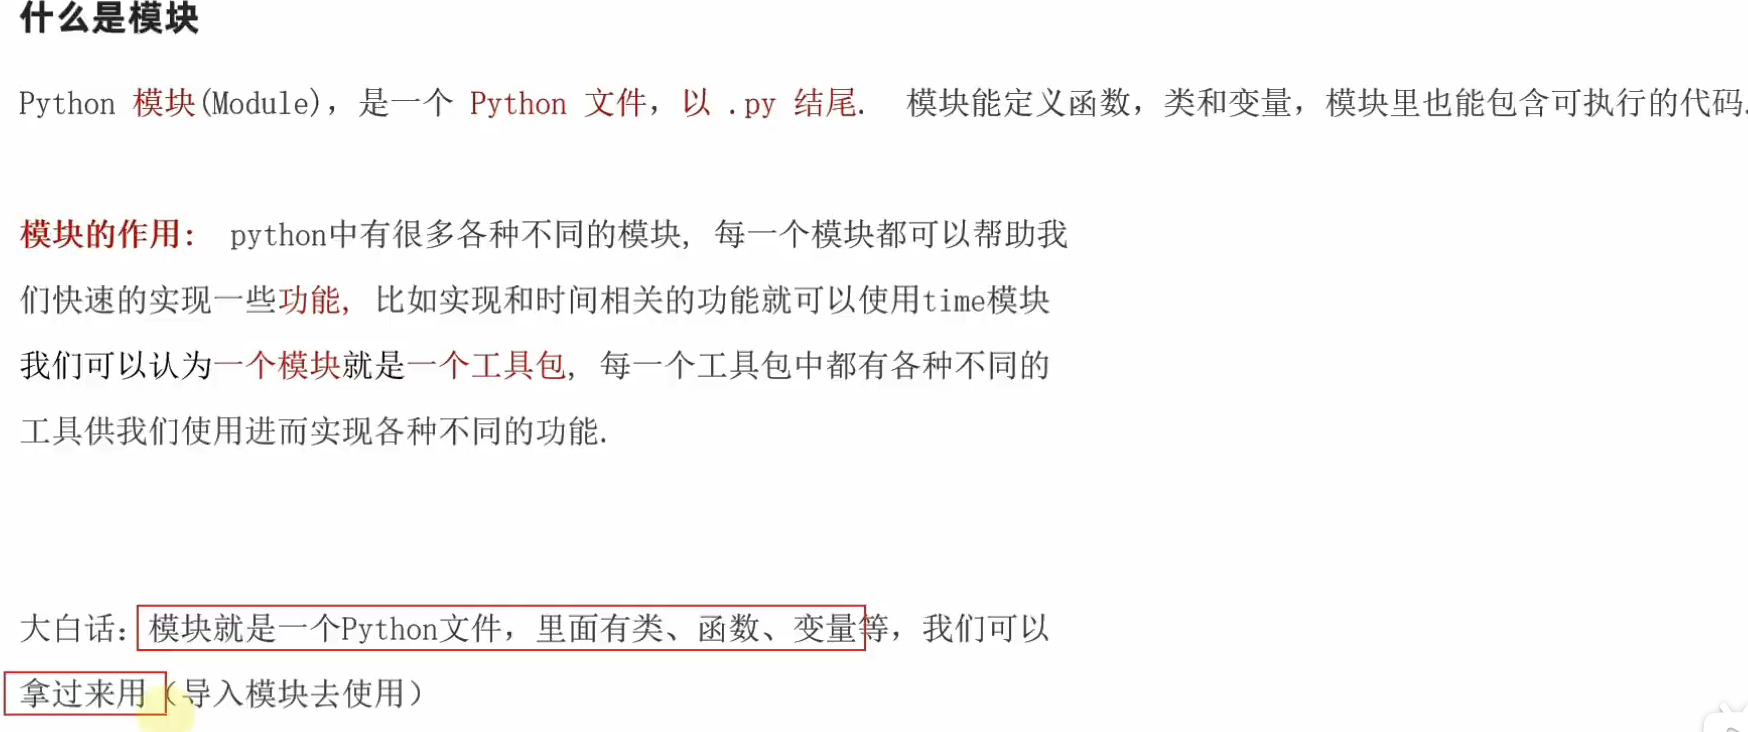 什么是模块
Python 模块(Module)，是一个 Python 文件，以 .py 结尾.  模块能定义函数，类和变量，模块里也能包含可执行的代码.
模块的作用： python中有很多各种不同的模块, 每一个模块都可以帮助我
们快速的实现一些功能, 比如实现和时间相关的功能就可以使用time模块
我们可以认为一个模块就是一个工具包, 每一个工具包中都有各种不同的
工具供我们使用进而实现各种不同的功能.
大白话：模块就是一个Python文件，里面有类、函数、变量等，我们可以
拿过来用（导入模块去使用）